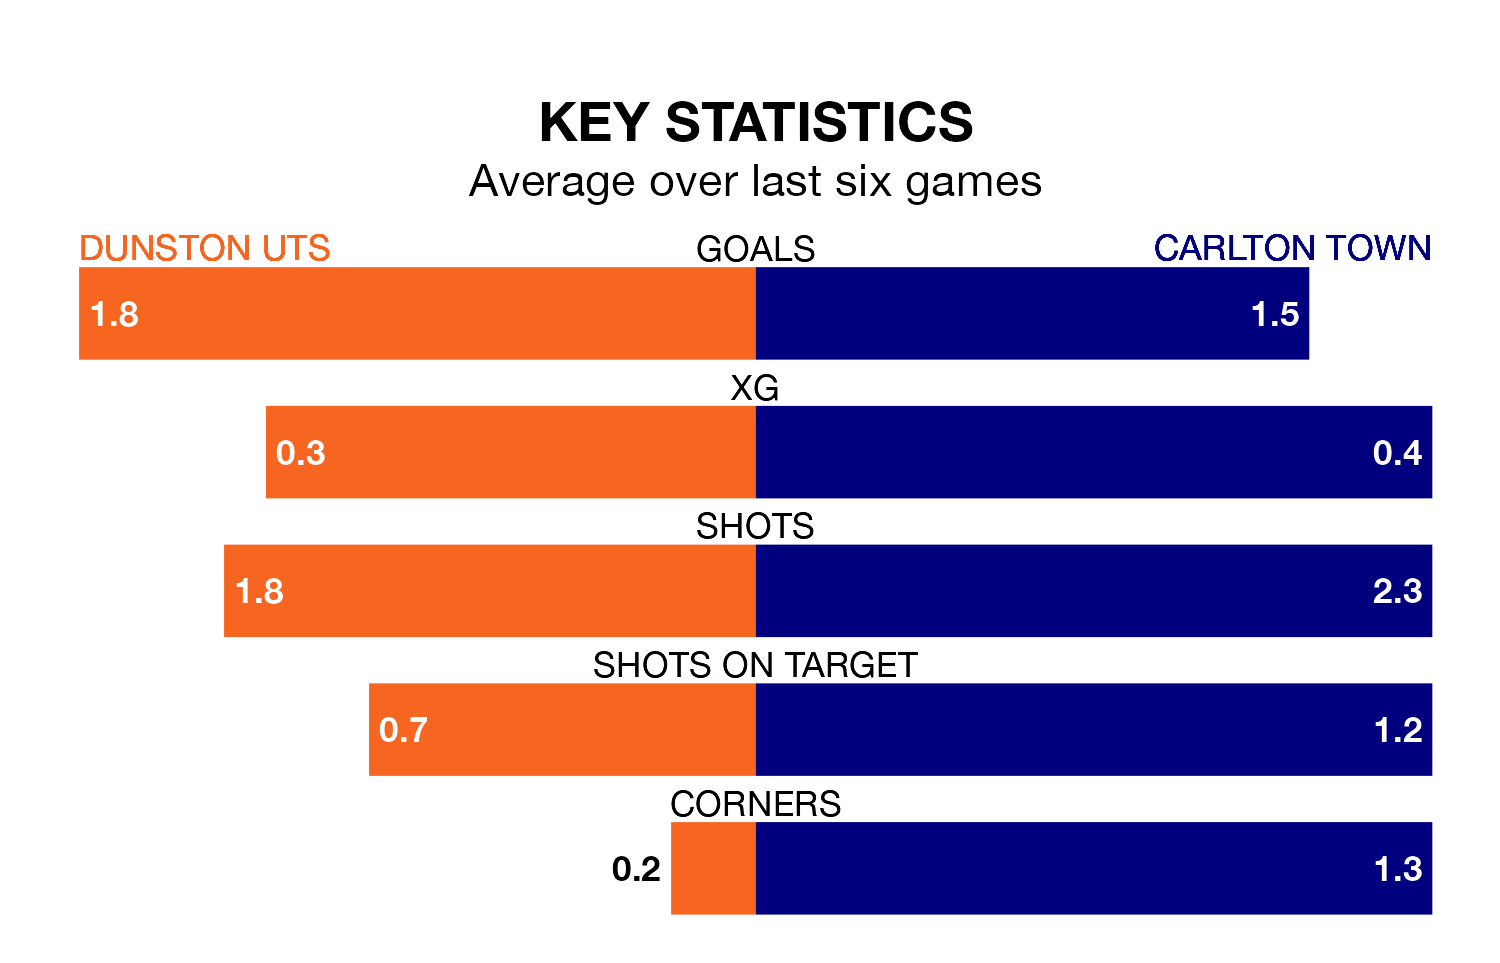 KEY STATISTICS
Average over last six games
DUNSTON UTS GOALS CARLTON TOWN
1.8 1.5
XG
0.3 0.4
SHOTS
1.8 2.3
SHOTS ON TARGET
0.7 1.2
CORNERS
0.2 1.3